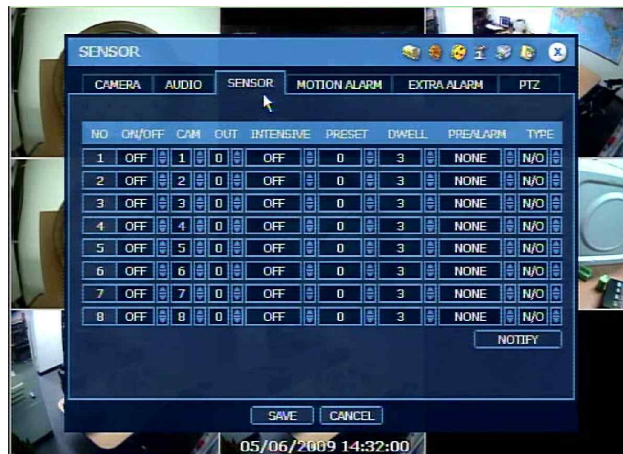 SENSOR
CAMERA AUDIO SENSOR MOTION ALARM EXTRA ALARM PTZ
NO ON/OFF CAM OUT INTENSIVE PRESET DWELL PREALARM TYPE
1 OFF 1 0 OFF 0 3 NONE N/O
2 OFF 2 0 OFF 0 3 NONE N/O
3 OFF 3 0 OFF 0 3 NONE N/O
4 OFF 4 0 OFF 0 3 NONE N/O
5 OFF 5 0 OFF 0 3 NONE N/O
6 OFF 6 0 OFF 0 3 NONE N/O
7 OFF 7 0 OFF 0 3 NONE N/O
8 OFF 8 0 OFF 0 3 NONE N/O
NOTIFY
SAVE CANCEL
05/06/2009 14:32:00